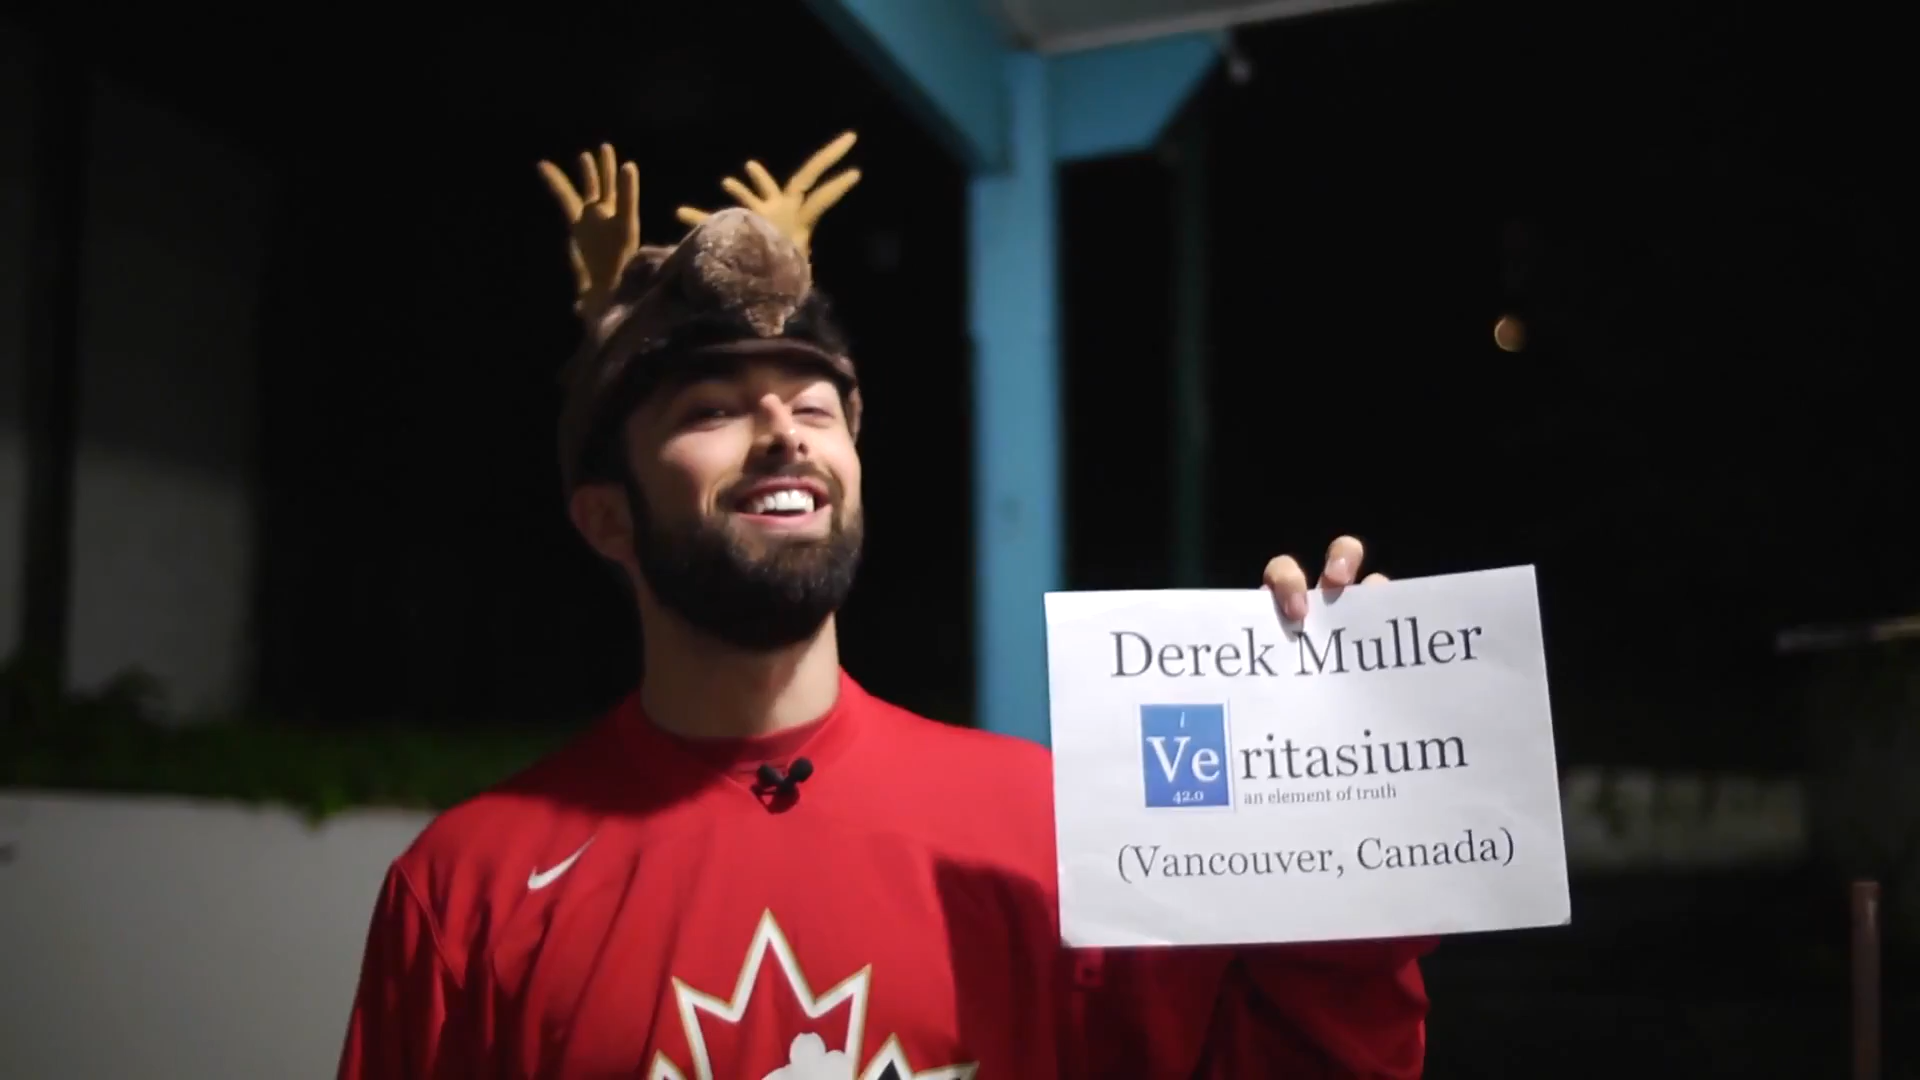 Derek Muller
i
Veritasium
42.0
an element of truth
(Vancouver, Canada)